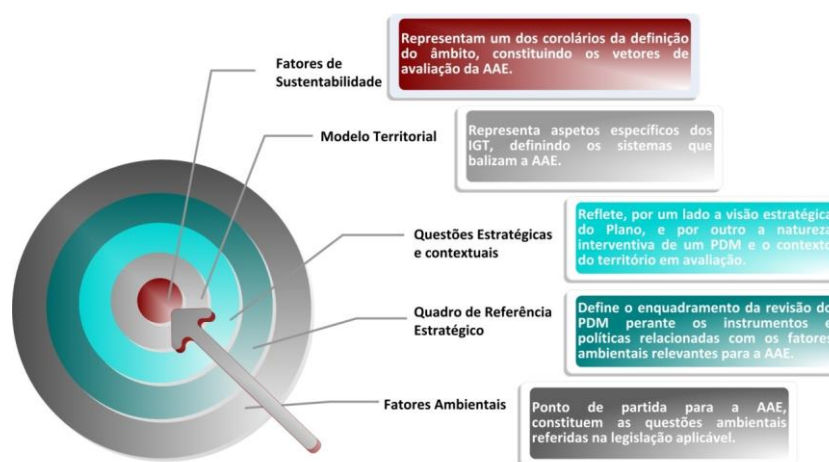 Fatores de
Sustentabilidade
Representam um dos corolários da definição
do âmbito, constituindo os vetores de
avaliação da AAE.
Modelo Territorial
Representa aspetos específicos dos
IGT, definindo os sistemas que
balizam a AAE.
Questões Estratégicas
e contextuais
Reflete, por um lado a visão estratégica
do Plano, e por outro a natureza
interventiva de um PDM e o contexto
do território em avaliação.
Quadro de Referência
Estratégico
Define o enquadramento da revisão do
PDM perante os instrumentos e
políticas relacionadas com os fatores
ambientais relevantes para a AAE.
Fatores Ambientais
Ponto de partida para a AAE,
constituem as questões ambientais
referidas na legislação aplicável.